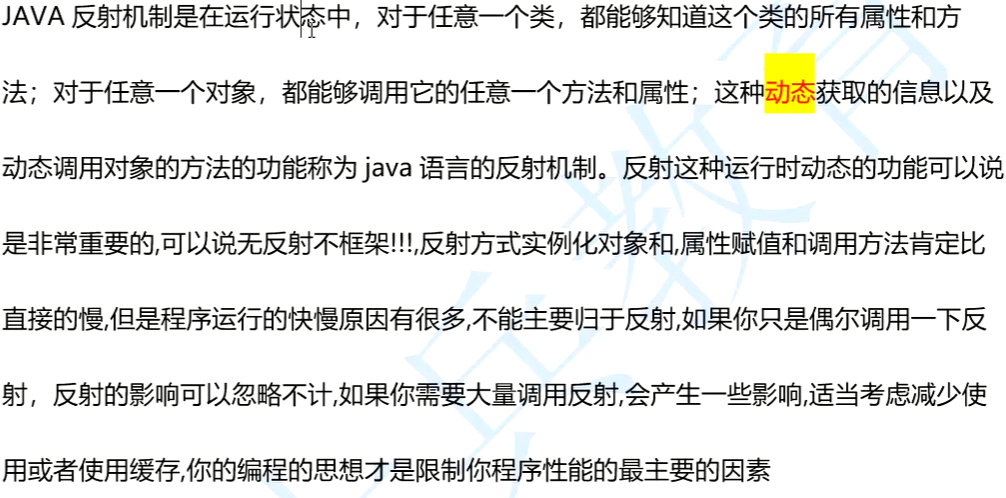 JAVA 反射机制是在运行状态中，对于任意一个类，都能够知道这个类的所有属性和方
法；对于任意一个对象，都能够调用它的任意一个方法和属性；这种动态获取的信息以及
动态调用对象的方法的功能称为 java 语言的反射机制。反射这种运行时动态的功能可以说
是非常重要的,可以说无反射不框架!!!,反射方式实例化对象和,属性赋值和调用方法肯定比
直接的慢,但是程序运行的快慢原因有很多,不能主要归于反射,如果你只是偶尔调用一下反
射，反射的影响可以忽略不计,如果你需要大量调用反射,会产生一些影响,适当考虑减少使
用或者使用缓存,你的编程的思想才是限制你程序性能的最主要的因素